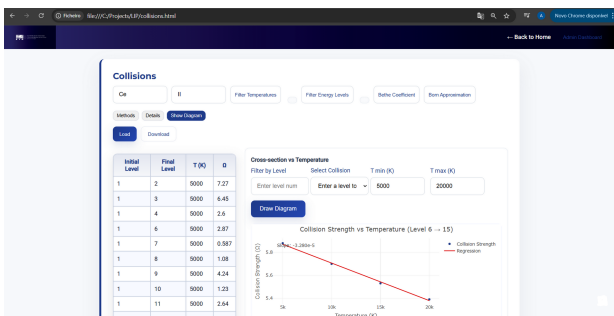 Ficheiro file:///C:/Projects/LIP/collisions.html
Novo Chrome disponível
← Back to Home
Admin Dashboard
Collisions
Ce II Filter Temperatures Filter Energy Levels Bethe Coefficient Born Approximation
Methods Details Show Diagram
Load Download
Initial Level Final Level T (K) Ω
1 2 5000 7.27
1 3 5000 6.45
1 4 5000 2.6
1 6 5000 2.87
1 7 5000 0.587
1 8 5000 1.08
1 9 5000 4.24
1 10 5000 1.23
1 11 5000 2.64
Cross-section vs Temperature
Filter by Level Select Collision T min (K) T max (K)
Enter level num Enter a level to 5000 20000
Draw Diagram
Collision Strength vs Temperature (Level 6 → 15)
Slope: -3.280e-5
Collision Strength
Regression
Collision Strength (Ω)
5.8
5.6
5.4
5k 10k 15k 20k
Temperature (K)